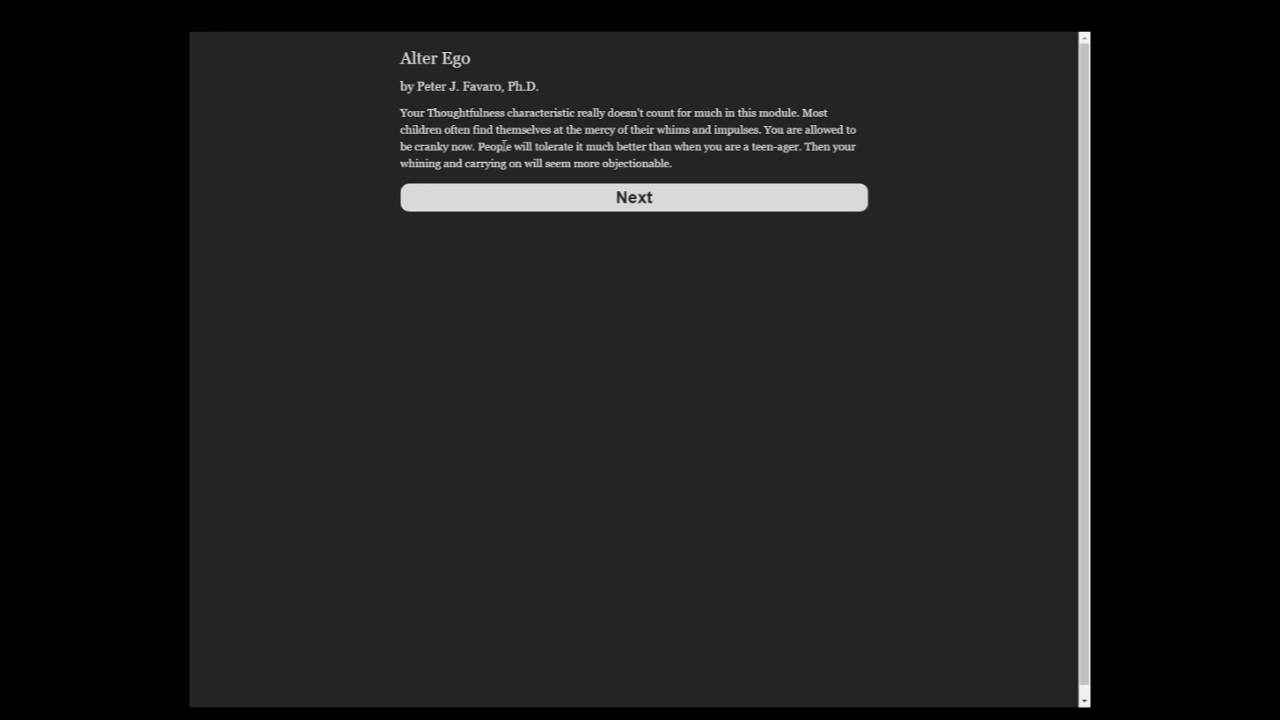 Alter Ego
by Peter J. Favaro, Ph.D.
Your Thoughtfulness characteristic really doesn't count for much in this module. Most
children often find themselves at the mercy of their whims and impulses. You are allowed to
be cranky now. People will tolerate it much better than when you are a teen-ager. Then your
whining and carrying on will seem more objectionable.
Next